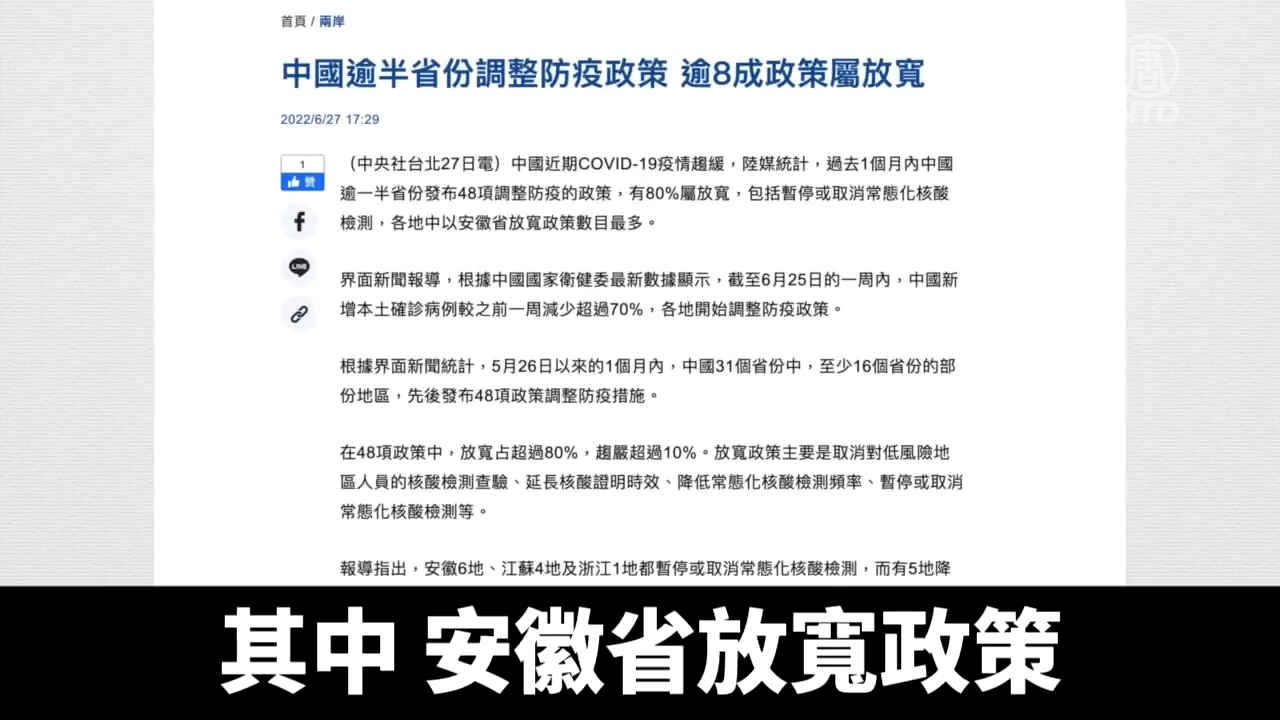 首頁 / 兩岸
中國逾半省份調整防疫政策 逾8成政策屬放寬
2022/6/27 17:29
1
赞
LINE
（中央社台北27日電）中國近期COVID-19疫情趨緩，陸媒統計，過去1個月內中國
逾一半省份發布48項調整防疫的政策，有80%屬放寬，包括暫停或取消常態化核酸
檢測，各地中以安徽省放寬政策數目最多。
界面新聞報導，根據中國國家衛健委最新數據顯示，截至6月25日的一周內，中國新
增本土確診病例較之前一周減少超過70%，各地開始調整防疫政策。
根據界面新聞統計，5月26日以來的1個月內，中國31個省份中，至少16個省份的部
份地區，先後發布48項政策調整防疫措施。
在48項政策中，放寬占超過80%，趨嚴超過10%。放寬政策主要是取消對低風險地
區人員的核酸檢測查驗、延長核酸證明時效、降低常態化核酸檢測頻率、暫停或取消
常態化核酸檢測等。
報導指出，安徽6地、江蘇4地及浙江1地都暫停或取消常態化核酸檢測，而有5地降
其中 安徽省放寬政策
唐
NTD